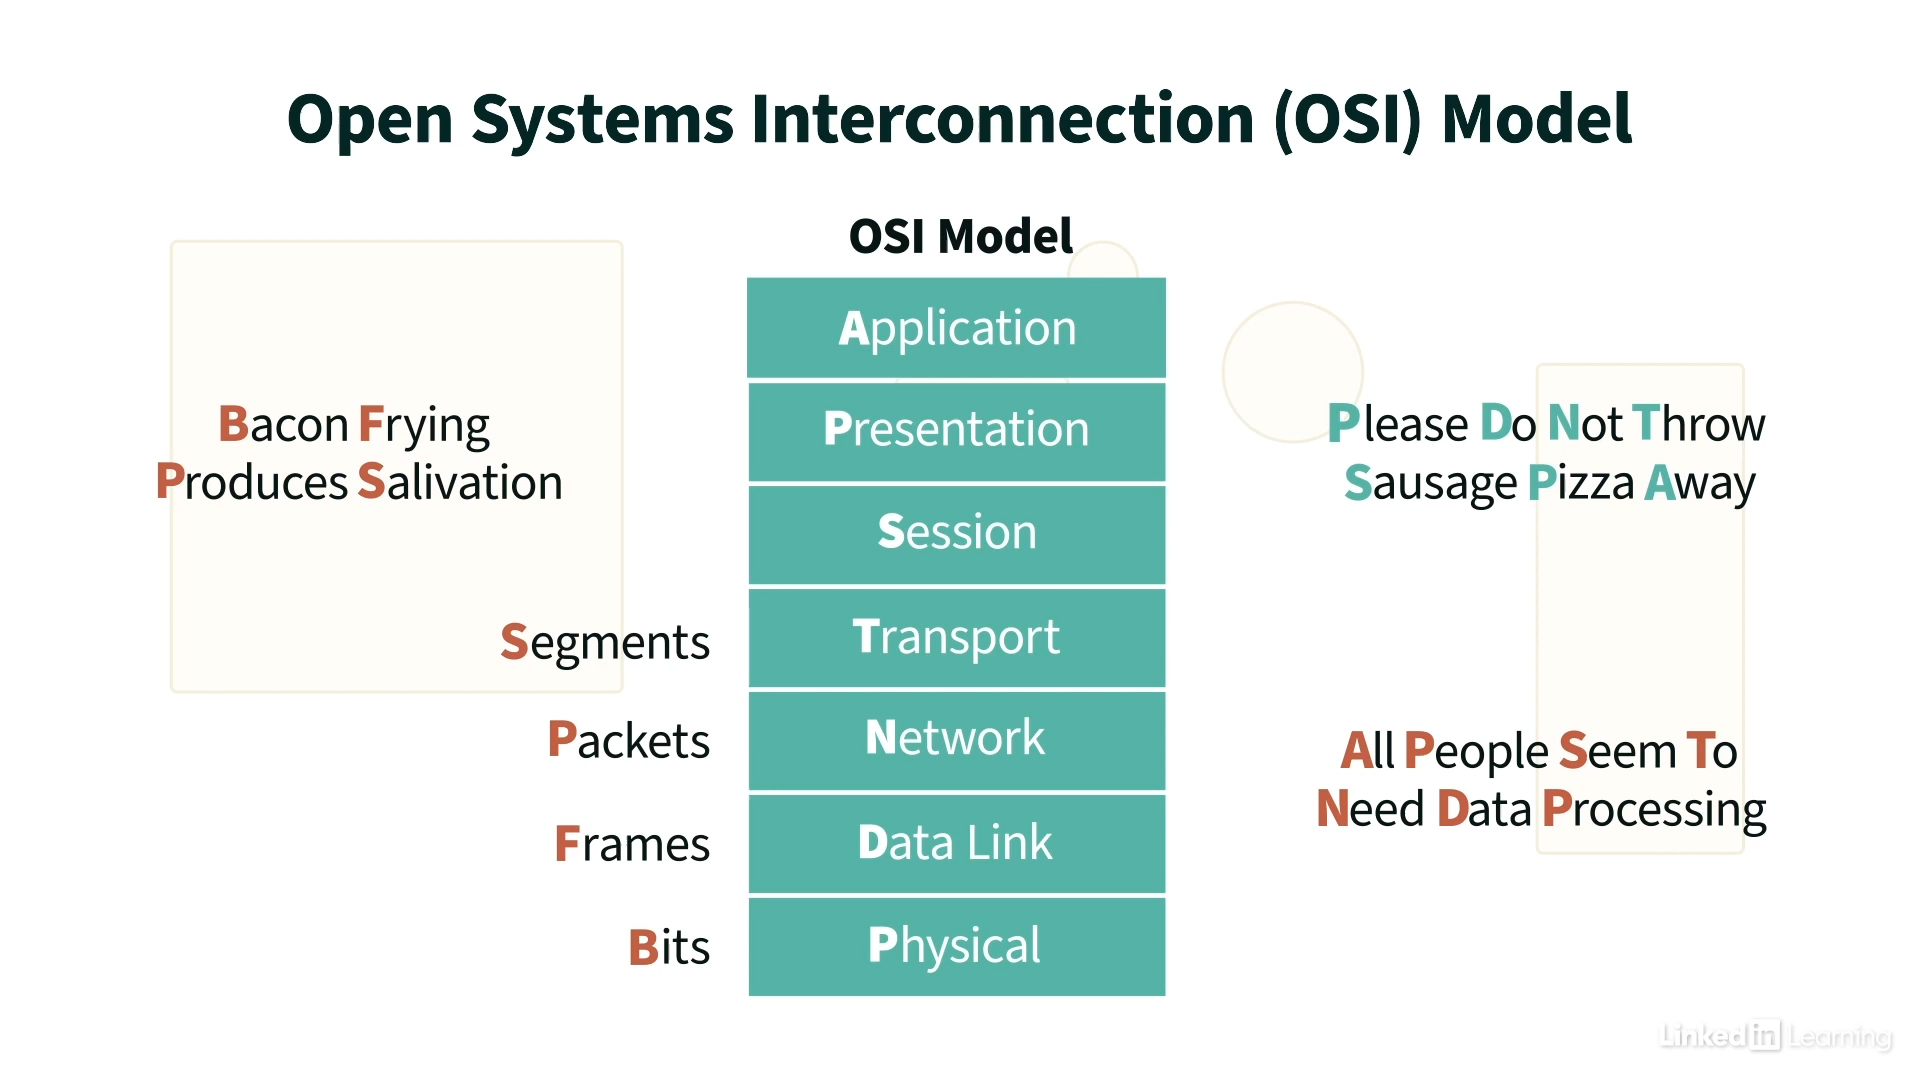 Open Systems Interconnection (OSI) Model
OSI Model
Application
Presentation
Session
Transport
Network
Data Link
Physical
Bacon Frying
Produces Salivation
Segments
Packets
Frames
Bits
Please Do Not Throw
Sausage Pizza Away
All People Seem To
Need Data Processing
Linked in Learning